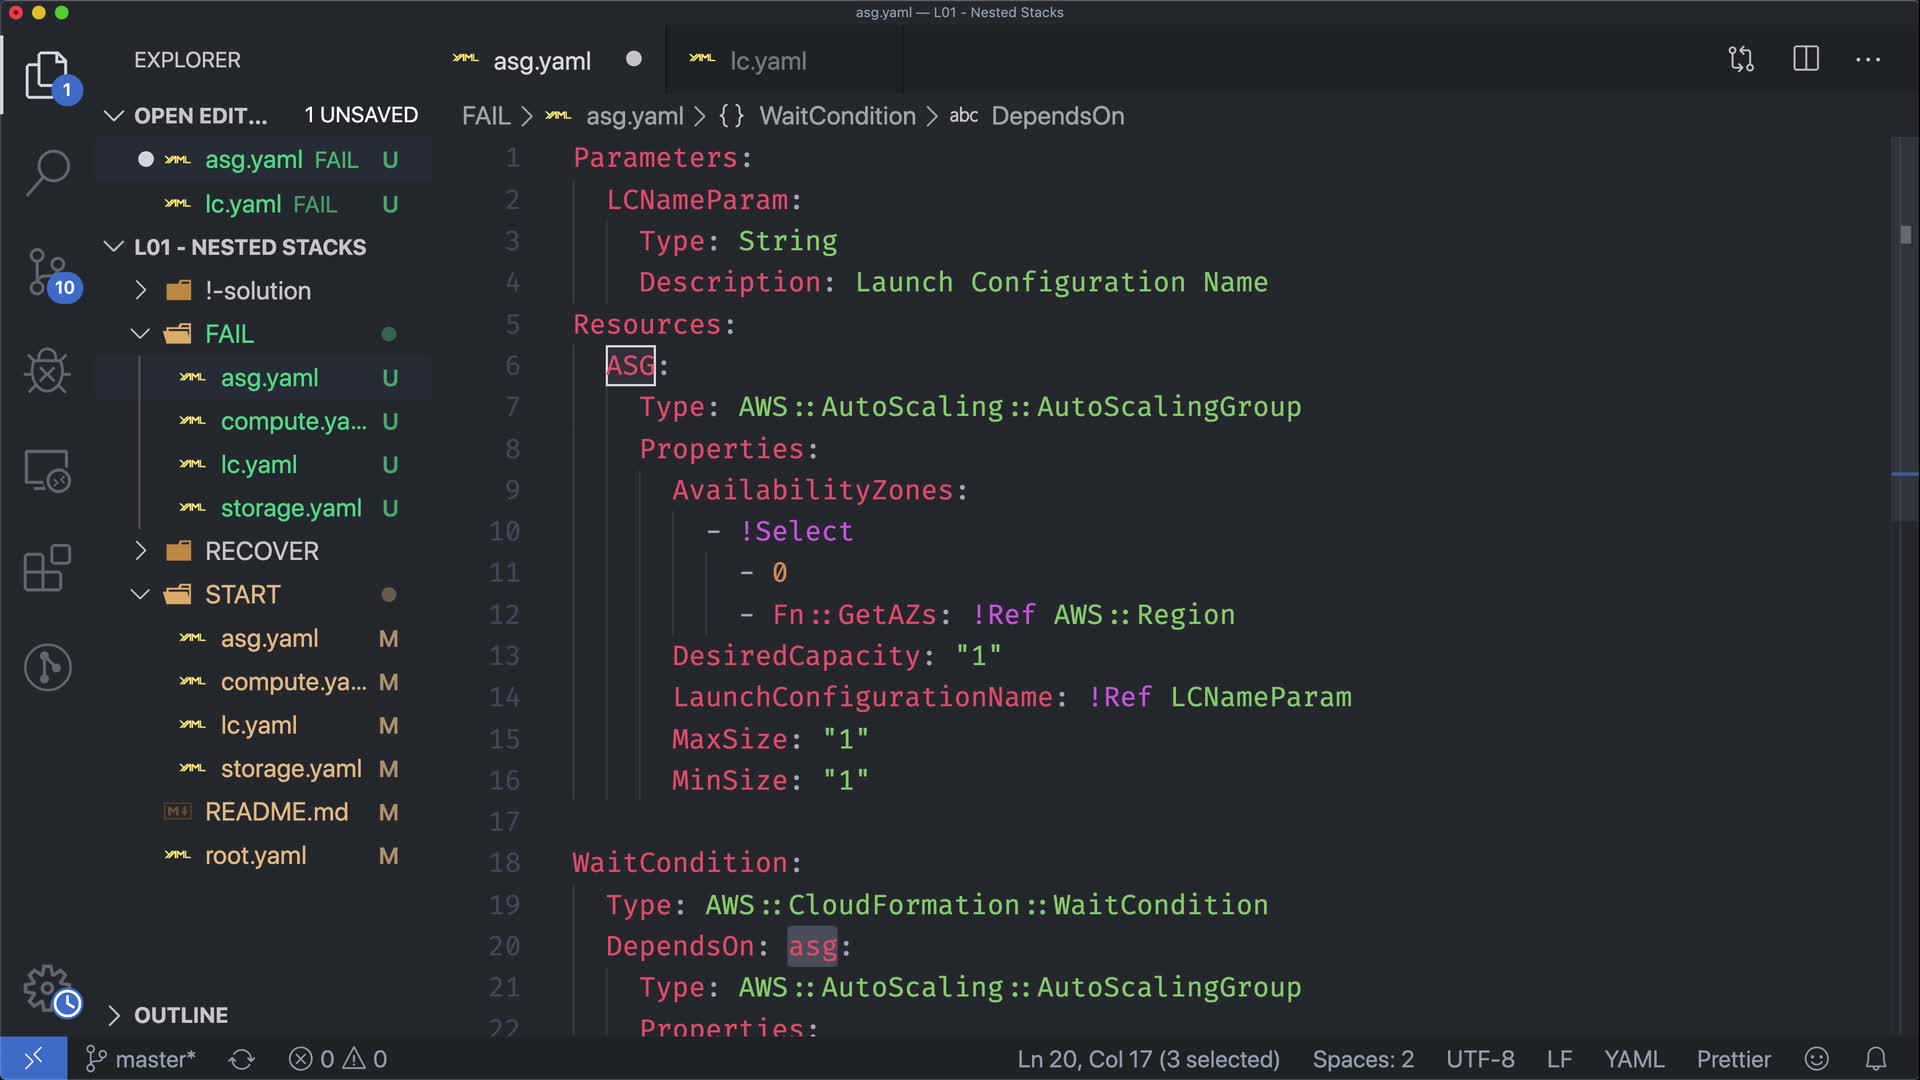 asg.yaml — L01 - Nested Stacks
EXPLORER
OPEN EDIT... 1 UNSAVED
asg.yaml FAIL U
lc.yaml FAIL U
L01 - NESTED STACKS
!-solution
FAIL
asg.yaml U
compute.ya... U
lc.yaml U
storage.yaml U
RECOVER
START
asg.yaml M
compute.ya... M
lc.yaml M
storage.yaml M
README.md M
root.yaml M
OUTLINE
1
10
asg.yaml
lc.yaml
FAIL > asg.yaml > {} WaitCondition > abc DependsOn
1 Parameters:
2 LCNameParam:
3 Type: String
4 Description: Launch Configuration Name
5 Resources:
6 ASG:
7 Type: AWS::AutoScaling::AutoScalingGroup
8 Properties:
9 AvailabilityZones:
10 - !Select
11 - 0
12 - Fn::GetAZs: !Ref AWS::Region
13 DesiredCapacity: "1"
14 LaunchConfigurationName: !Ref LCNameParam
15 MaxSize: "1"
16 MinSize: "1"
17
18 WaitCondition:
19 Type: AWS::CloudFormation::WaitCondition
20 DependsOn: asg:
21 Type: AWS::AutoScaling::AutoScalingGroup
22 Properties:
master* 0 0 Ln 20, Col 17 (3 selected) Spaces: 2 UTF-8 LF YAML Prettier